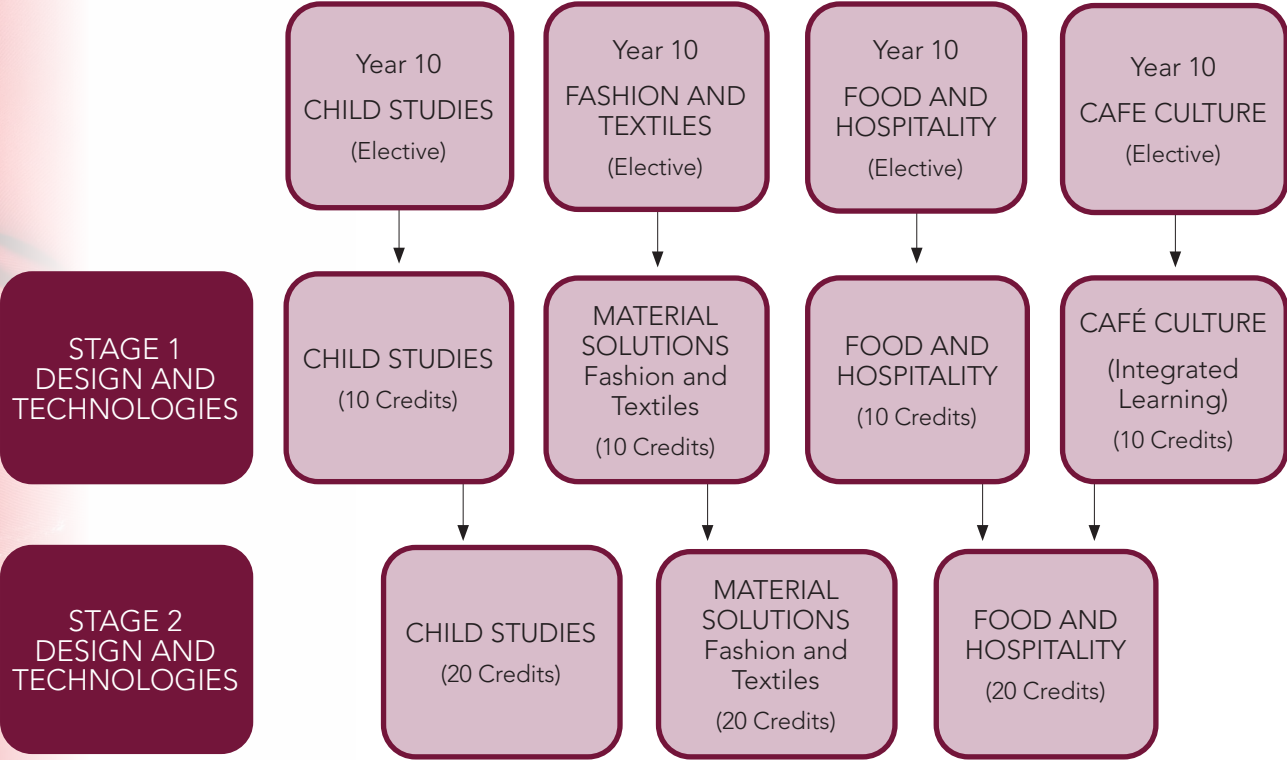 Year 10
CHILD STUDIES
(Elective)
Year 10
FASHION AND
TEXTILES
(Elective)
Year 10
FOOD AND
HOSPITALITY
(Elective)
Year 10
CAFE CULTURE
(Elective)
STAGE 1
DESIGN AND
TECHNOLOGIES
CHILD STUDIES
(10 Credits)
MATERIAL
SOLUTIONS
Fashion and
Textiles
(10 Credits)
FOOD AND
HOSPITALITY
(10 Credits)
CAFÉ CULTURE
(Integrated
Learning)
(10 Credits)
STAGE 2
DESIGN AND
TECHNOLOGIES
CHILD STUDIES
(20 Credits)
MATERIAL
SOLUTIONS
Fashion and
Textiles
(20 Credits)
FOOD AND
HOSPITALITY
(20 Credits)